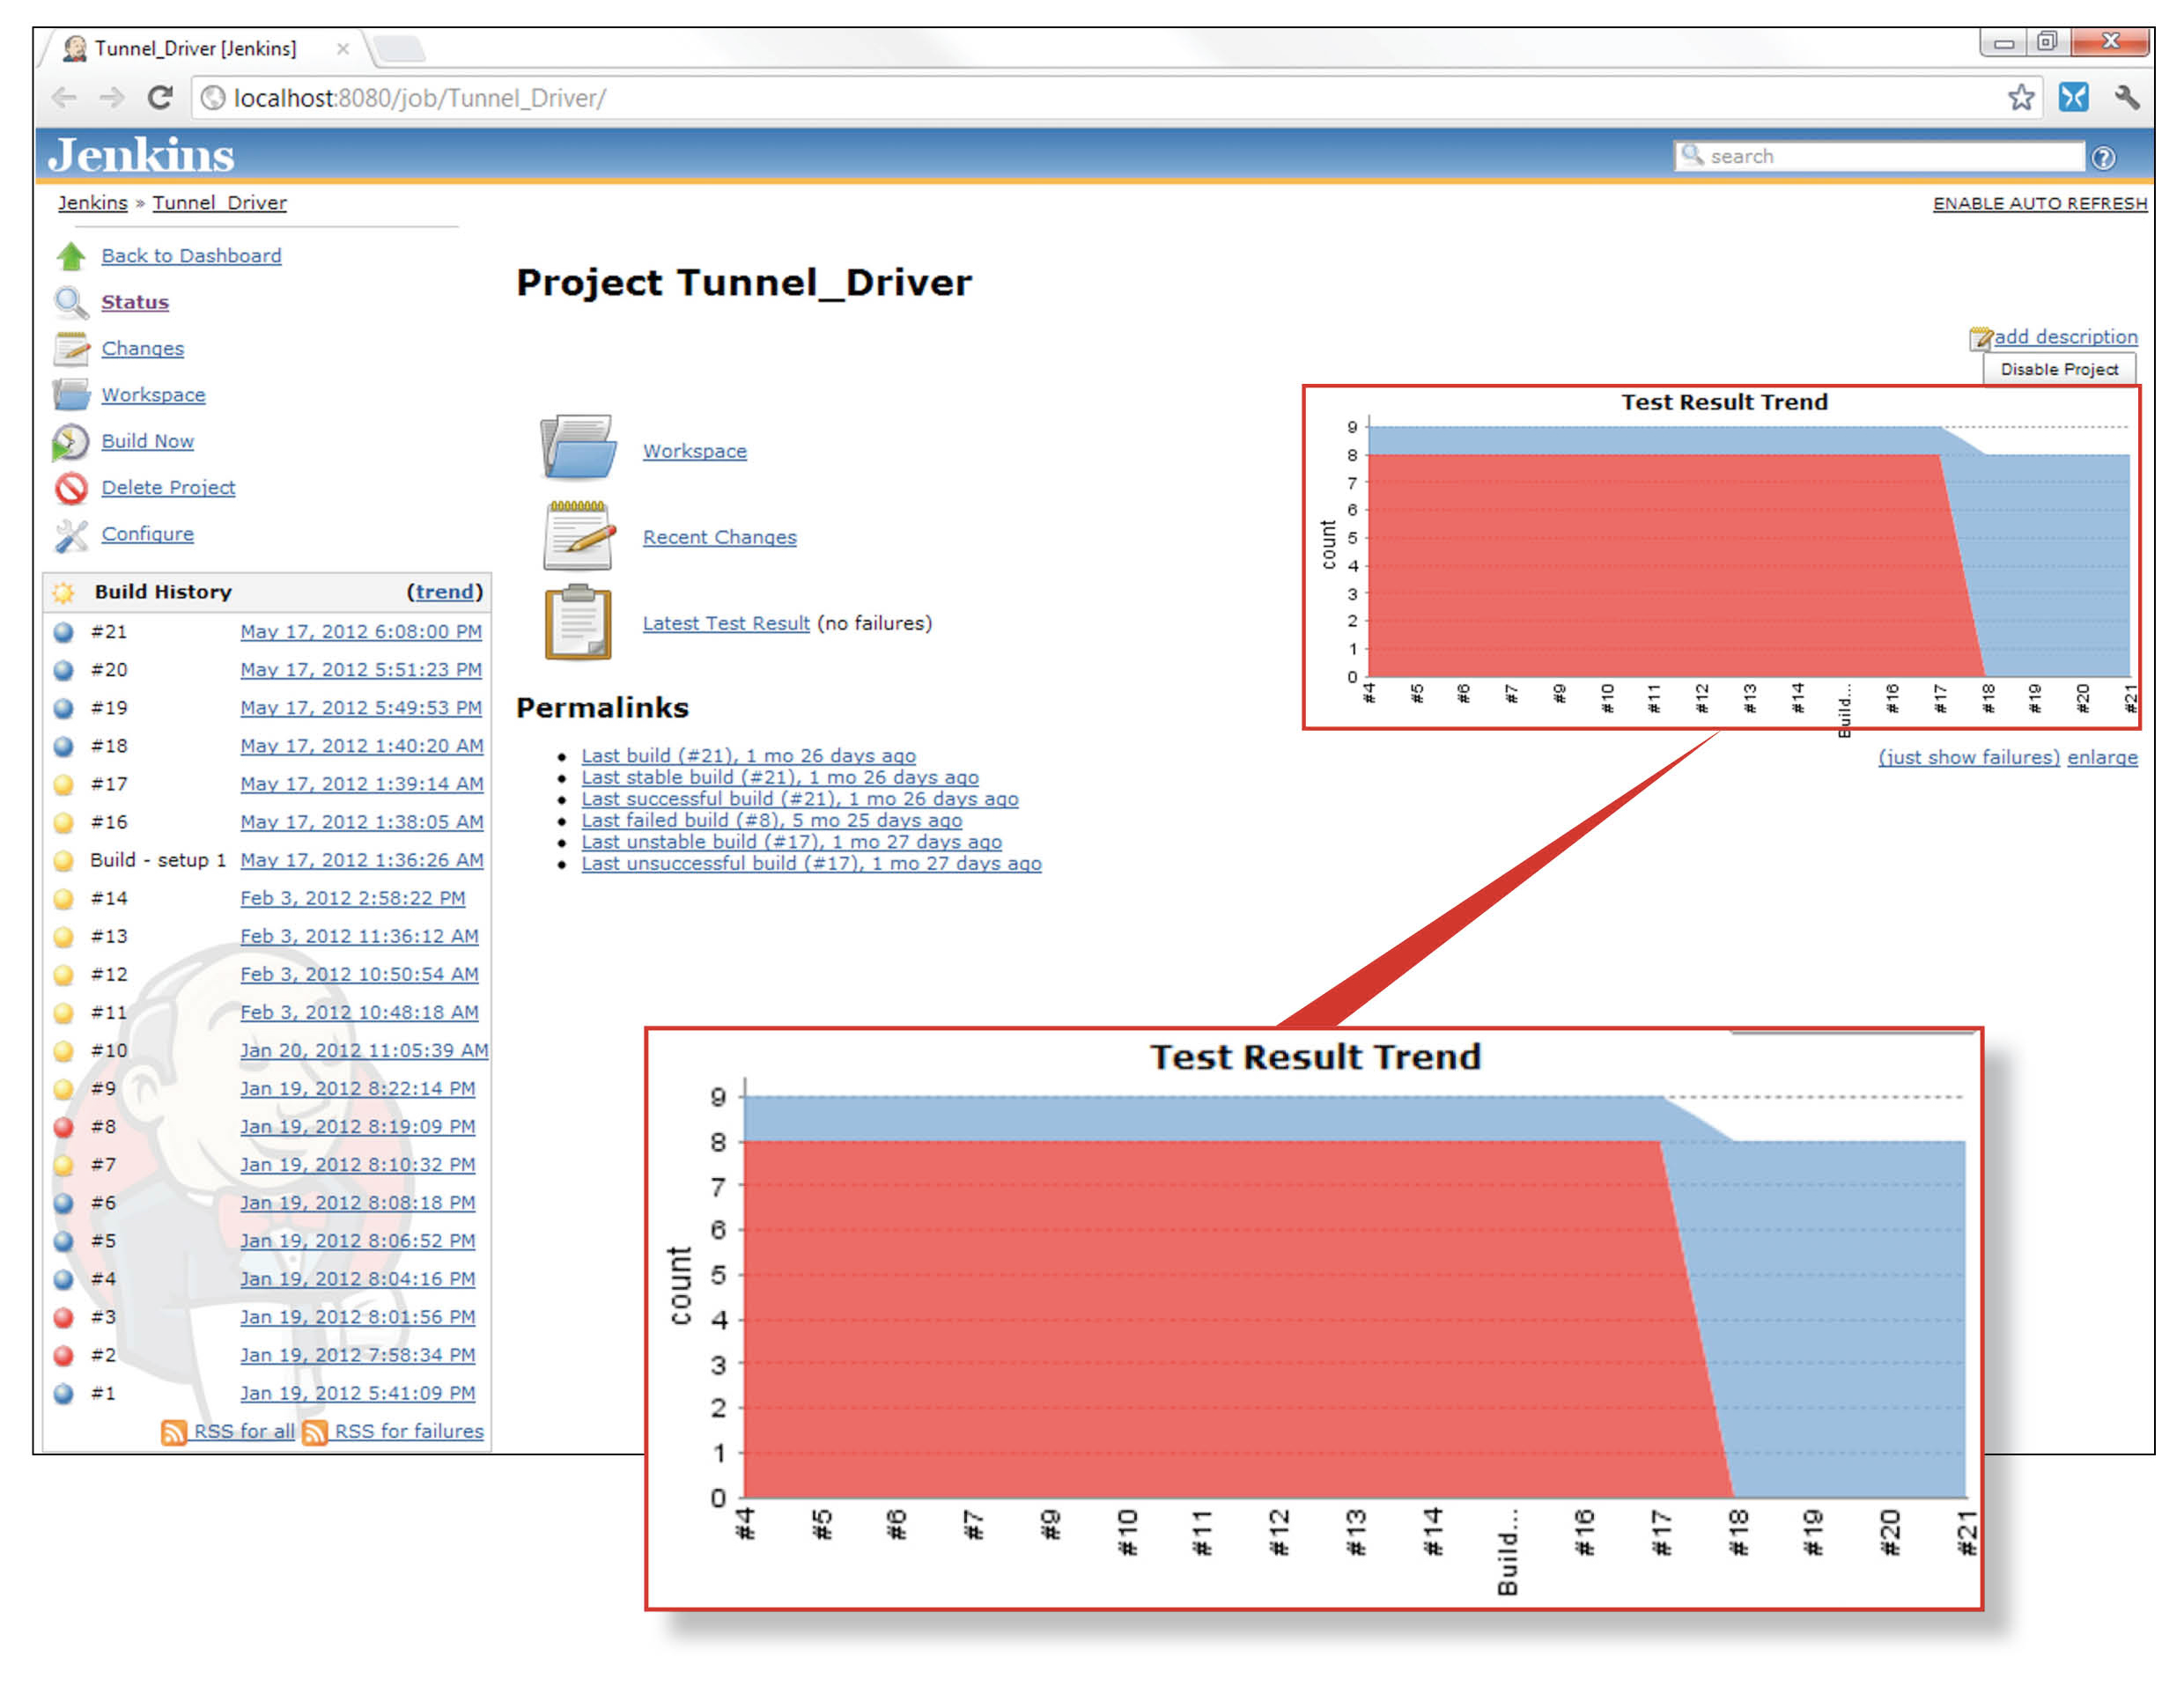 Tunnel_Driver [Jenkins]
localhost:8080/job/Tunnel_Driver/
Jenkins
search
Jenkins » Tunnel_Driver
ENABLE AUTO REFRESH
Back to Dashboard
Status
Changes
Workspace
Build Now
Delete Project
Configure
Build History (trend)
#21 May 17, 2012 6:08:00 PM
#20 May 17, 2012 5:51:23 PM
#19 May 17, 2012 5:49:53 PM
#18 May 17, 2012 1:40:20 AM
#17 May 17, 2012 1:39:14 AM
#16 May 17, 2012 1:38:05 AM
Build - setup 1 May 17, 2012 1:36:26 AM
#14 Feb 3, 2012 2:58:22 PM
#13 Feb 3, 2012 11:36:12 AM
#12 Feb 3, 2012 10:50:54 AM
#11 Feb 3, 2012 10:48:18 AM
#10 Jan 20, 2012 11:05:39 AM
#9 Jan 19, 2012 8:22:14 PM
#8 Jan 19, 2012 8:19:09 PM
#7 Jan 19, 2012 8:10:32 PM
#6 Jan 19, 2012 8:08:18 PM
#5 Jan 19, 2012 8:06:52 PM
#4 Jan 19, 2012 8:04:16 PM
#3 Jan 19, 2012 8:01:56 PM
#2 Jan 19, 2012 7:58:34 PM
#1 Jan 19, 2012 5:41:09 PM
RSS for all RSS for failures
Project Tunnel_Driver
add description
Disable Project
Workspace
Recent Changes
Latest Test Result (no failures)
Permalinks
Last build (#21), 1 mo 26 days ago
Last stable build (#21), 1 mo 26 days ago
Last successful build (#21), 1 mo 26 days ago
Last failed build (#8), 5 mo 25 days ago
Last unstable build (#17), 1 mo 27 days ago
Last unsuccessful build (#17), 1 mo 27 days ago
Test Result Trend
9
8
7
6
5
4
3
2
1
0
count
#4 #5 #6 #7 #9 #10 #11 #12 #13 #14 Build... #16 #17 #18 #19 #20 #21
(just show failures) enlarge
Test Result Trend
9
8
7
6
5
4
3
2
1
0
count
#4 #5 #6 #7 #9 #10 #11 #12 #13 #14 Build... #16 #17 #18 #19 #20 #21